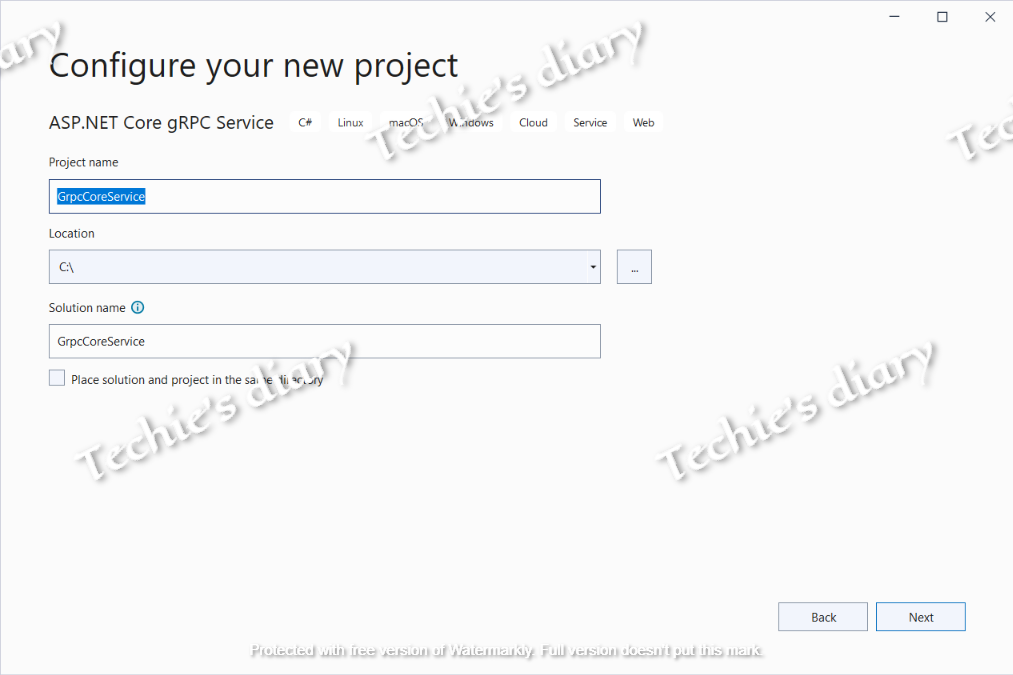 Configure your new project
ASP.NET Core gRPC Service C# Linux macOS Windows Cloud Service Web
Project name
GrpcCoreService
Location
C:\
...
Solution name
GrpcCoreService
Place solution and project in the same directory
Back Next
Techie's diary
Techie's diary
Techie's diary
Protected with free version of Watermarkly. Full version doesn't put this mark.